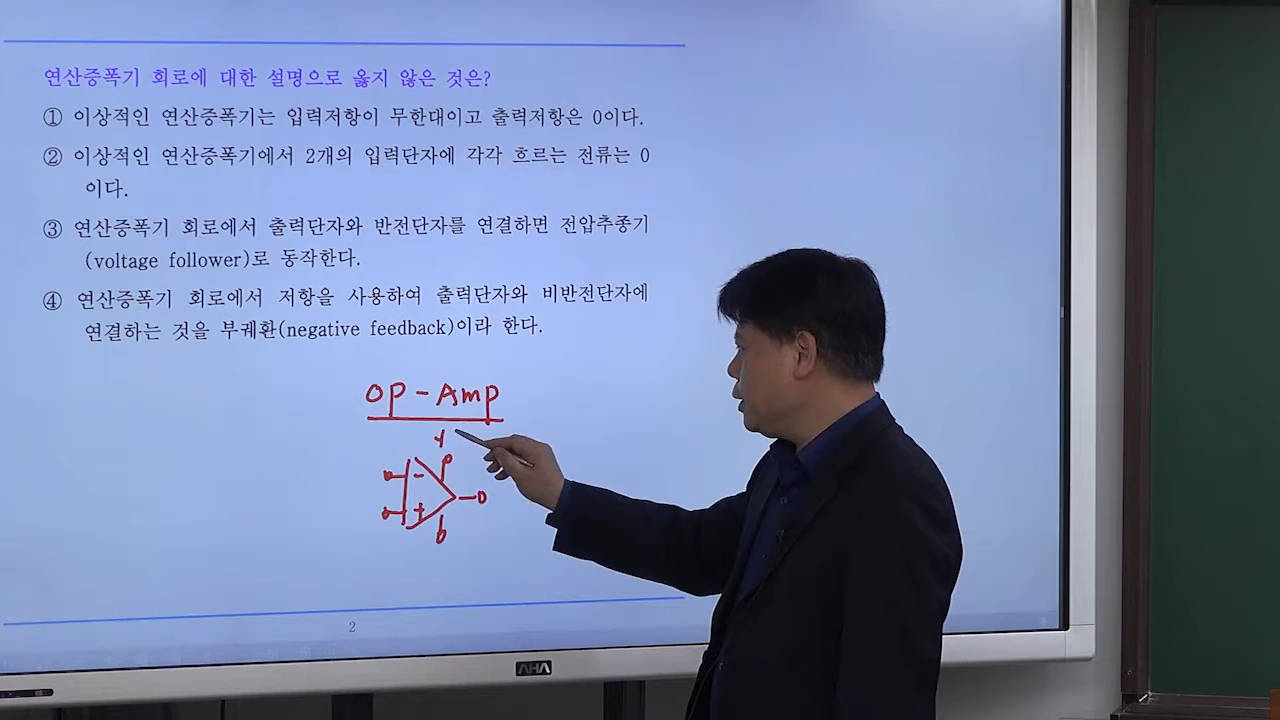 연산증폭기 회로에 대한 설명으로 옳지 않은 것은?
① 이상적인 연산증폭기는 입력저항이 무한대이고 출력저항은 0이다.
② 이상적인 연산증폭기에서 2개의 입력단자에 각각 흐르는 전류는 0
이다.
③ 연산증폭기 회로에서 출력단자와 반전단자를 연결하면 전압추종기
(voltage follower)로 동작한다.
④ 연산증폭기 회로에서 저항을 사용하여 출력단자와 비반전단자에
연결하는 것을 부궤환(negative feedback)이라 한다.
OP-Amp
-
+
2
AHA